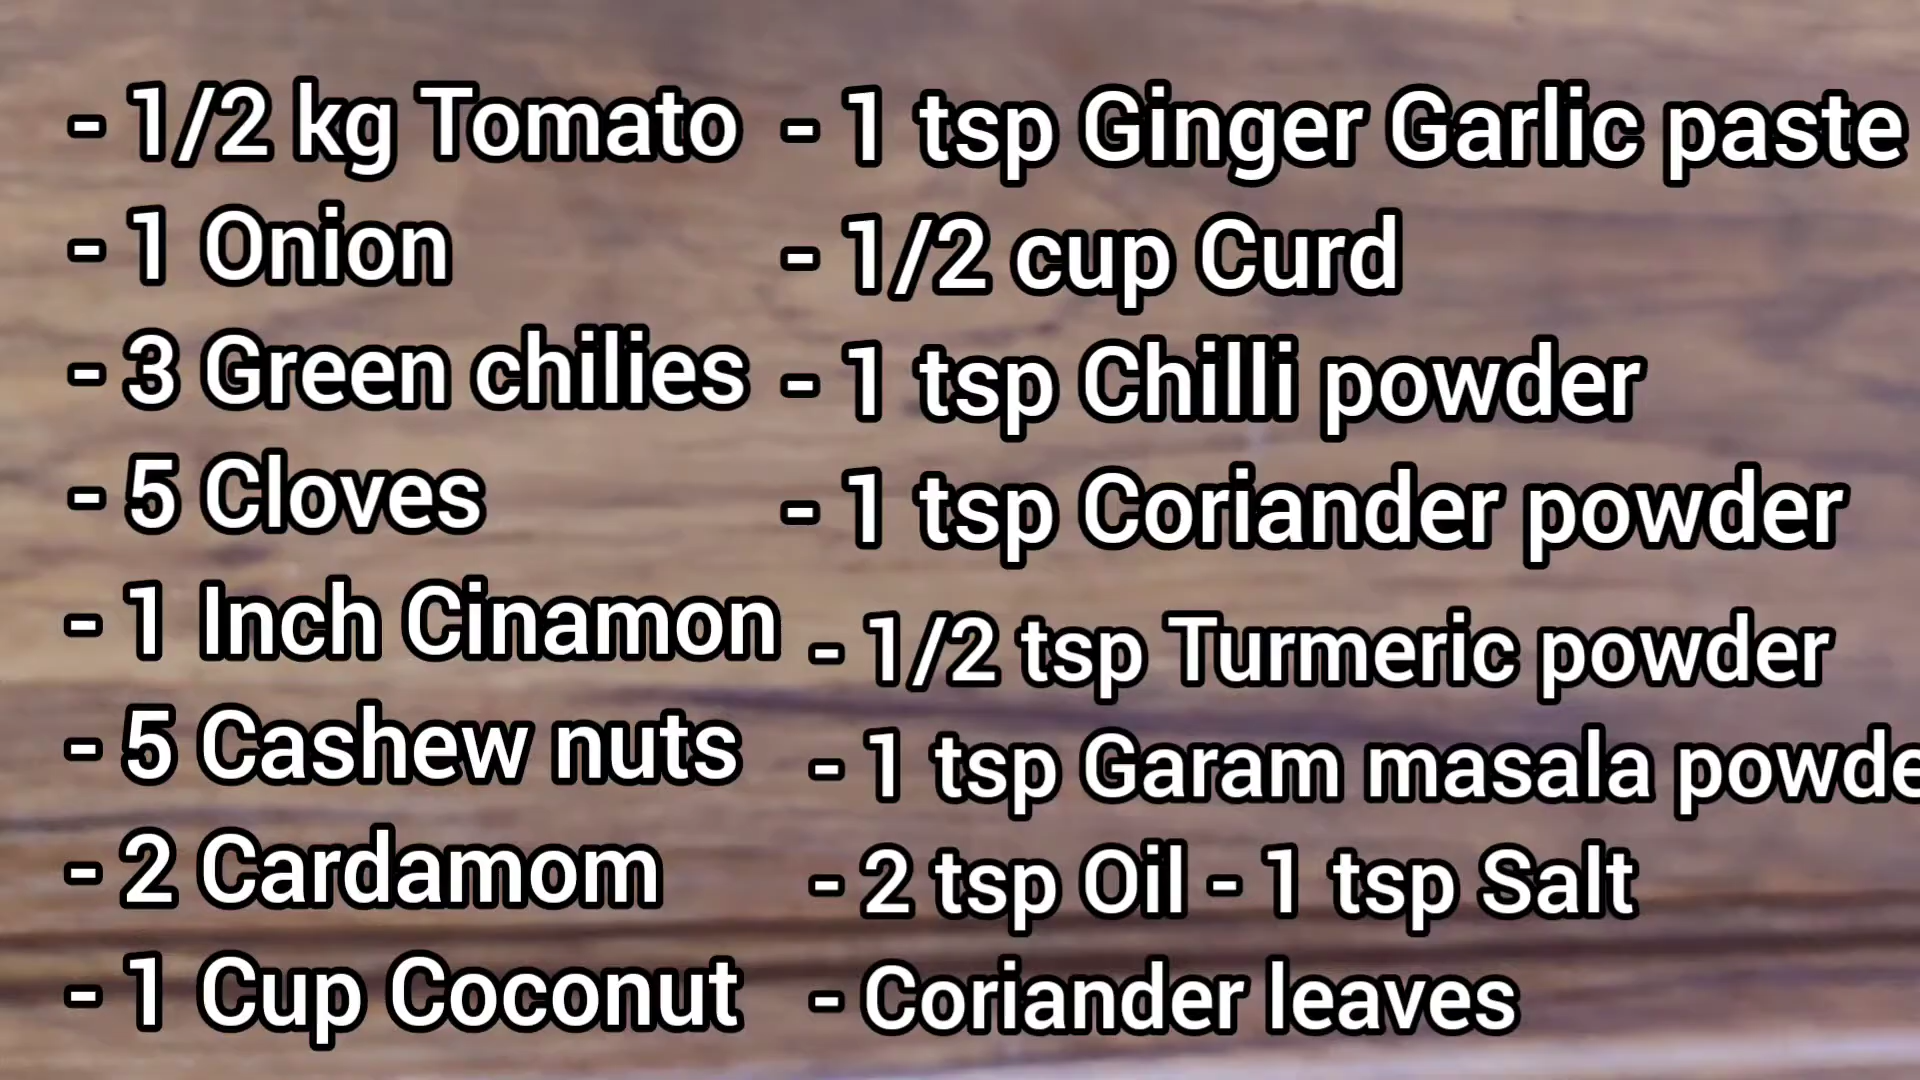 - 1/2 kg Tomato
- 1 Onion
- 3 Green chilies
- 5 Cloves
- 1 Inch Cinamon
- 5 Cashew nuts
- 2 Cardamom
- 1 Cup Coconut
- 1 tsp Ginger Garlic paste
- 1/2 cup Curd
- 1 tsp Chilli powder
- 1 tsp Coriander powder
- 1/2 tsp Turmeric powder
- 1 tsp Garam masala powde
- 2 tsp Oil - 1 tsp Salt
- Coriander leaves